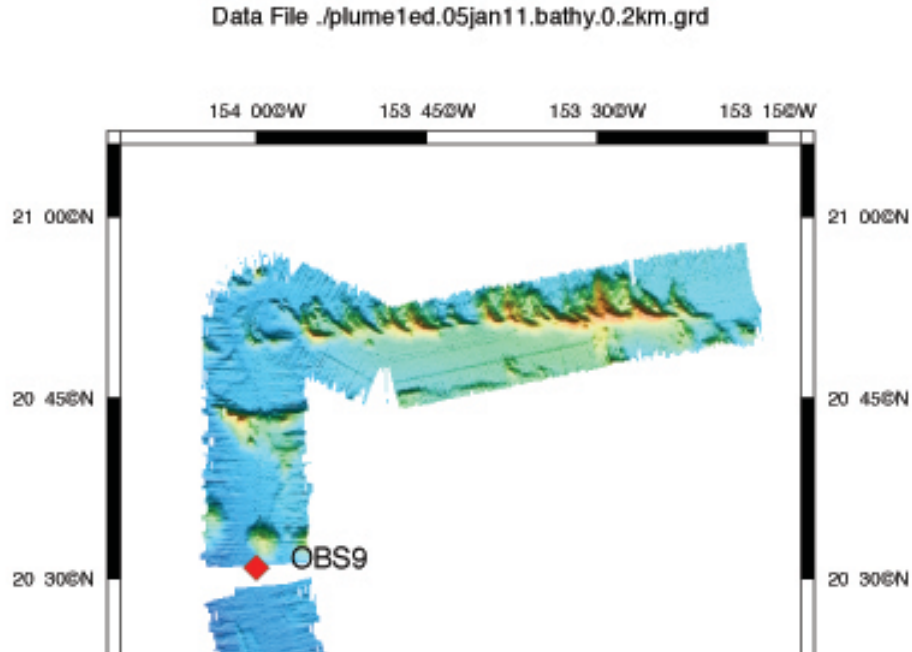 Data File ./plume1ed.05jan11.bathy.0.2km.grd
154 00©W 153 45©W 153 30©W 153 15©W
21 00©N 21 00©N
20 45©N 20 45©N
OBS9
20 30©N 20 30©N